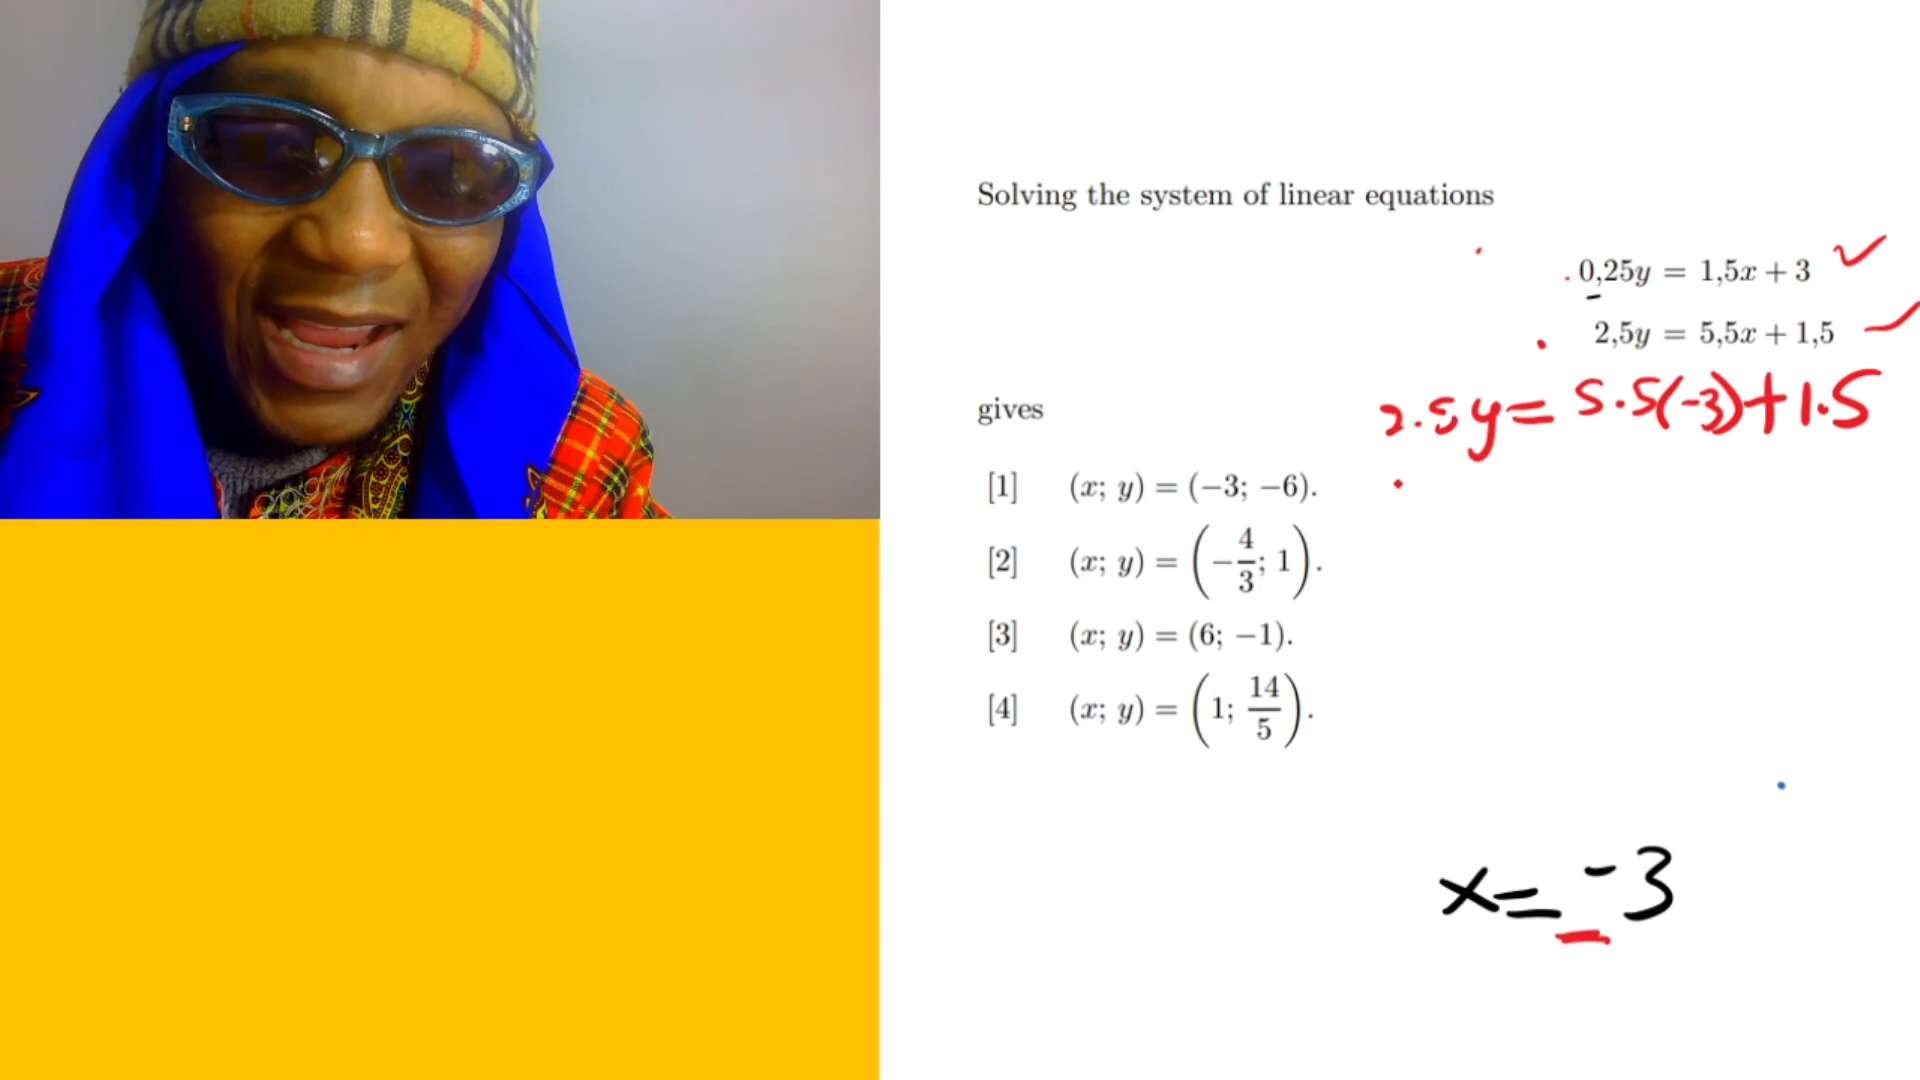 Solving the system of linear equations
0,25y = 1,5x + 3
2,5y = 5,5x + 1,5
2.5y = 5.5(-3)+1.5
gives
[1] (x; y) = (−3; −6).
[2] (x; y) = (−4/3; 1).
[3] (x; y) = (6; −1).
[4] (x; y) = (1; 14/5).
x = -3